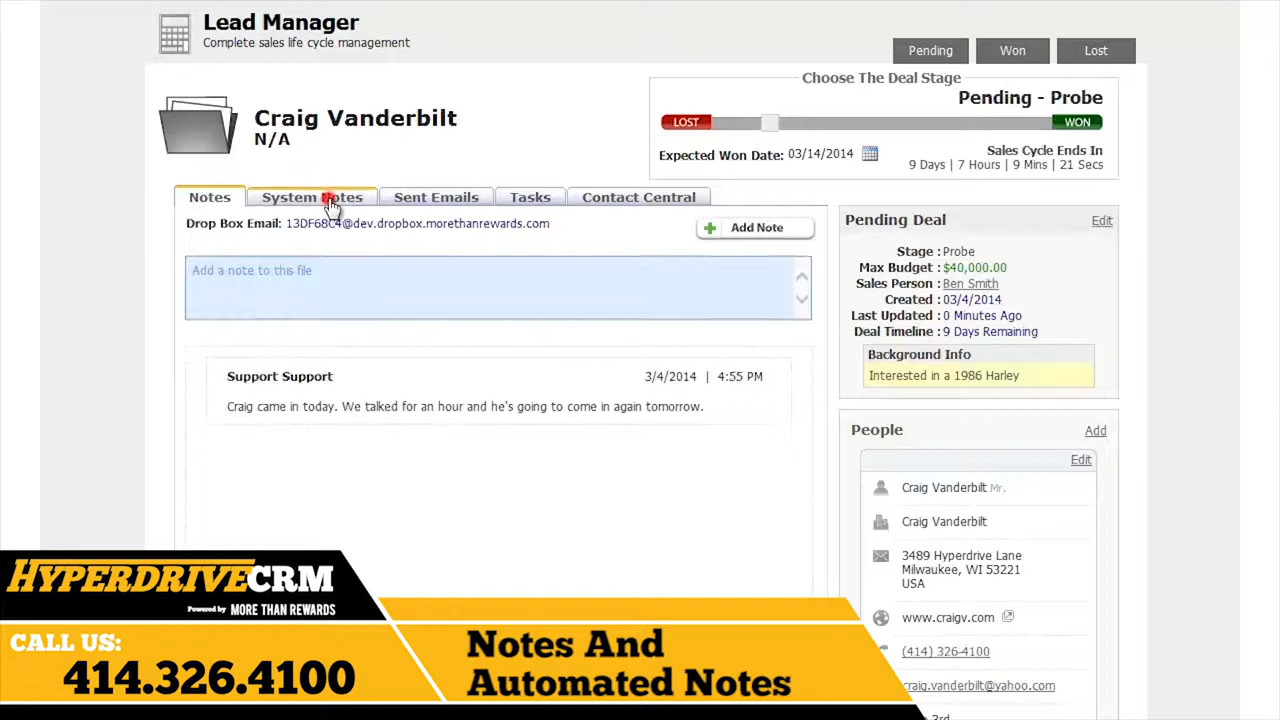 Lead Manager
Complete sales life cycle management
Pending
Won
Lost
Choose The Deal Stage
Pending - Probe
LOST
WON
Expected Won Date: 03/14/2014
Sales Cycle Ends In
9 Days | 7 Hours | 9 Mins | 21 Secs
Craig Vanderbilt
N/A
Notes
System Notes
Sent Emails
Tasks
Contact Central
Drop Box Email: 13DF68C4@dev.dropbox.morethanrewards.com
Add Note
Add a note to this file
Support Support
3/4/2014 | 4:55 PM
Craig came in today. We talked for an hour and he's going to come in again tomorrow.
Pending Deal
Edit
Stage : Probe
Max Budget : $40,000.00
Sales Person : Ben Smith
Created : 03/4/2014
Last Updated : 0 Minutes Ago
Deal Timeline : 9 Days Remaining
Background Info
Interested in a 1986 Harley
People
Add
Edit
Craig Vanderbilt Mr.
Craig Vanderbilt
3489 Hyperdrive Lane
Milwaukee, WI 53221
USA
www.craigv.com
(414) 326-4100
craig.vanderbilt@yahoo.com
3rd
HYPERDRIVECRM
Powered by MORE THAN REWARDS
CALL US:
414.326.4100
Notes And
Automated Notes